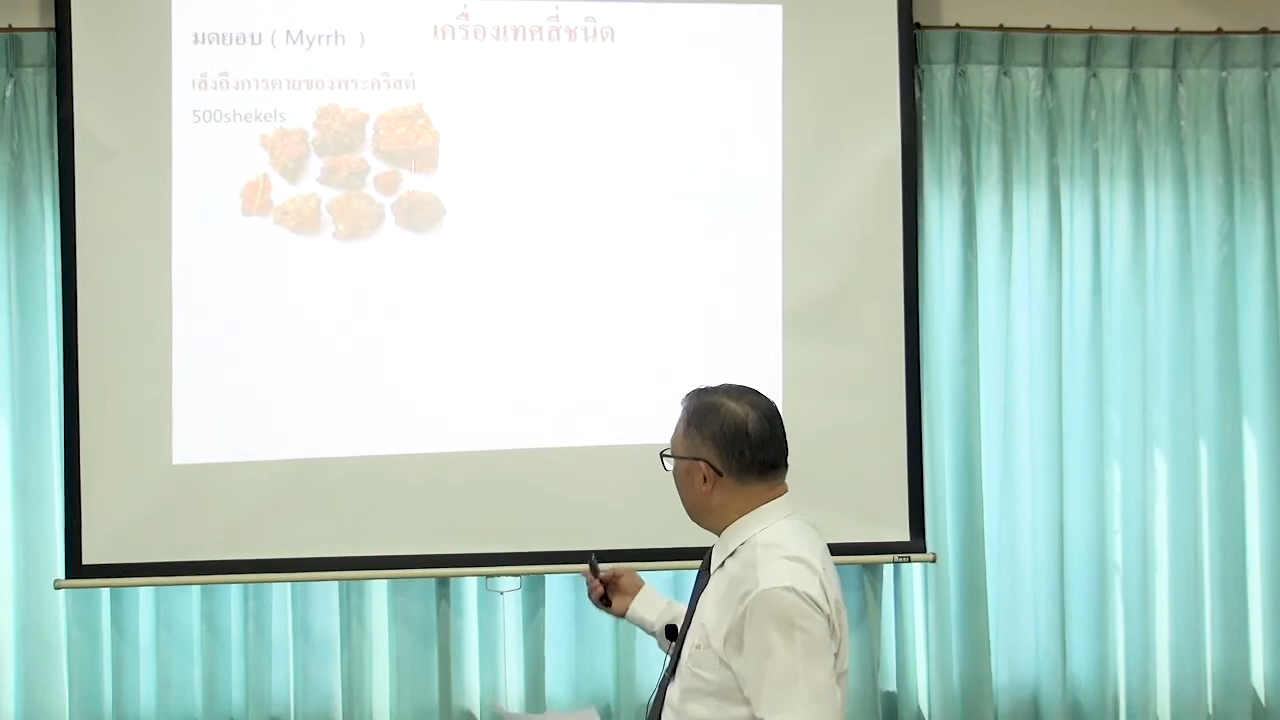 เครื่องเทศสี่ชนิด
มดยอบ ( Myrrh )
เล็งถึงการตายของพระคริสต์
500shekels